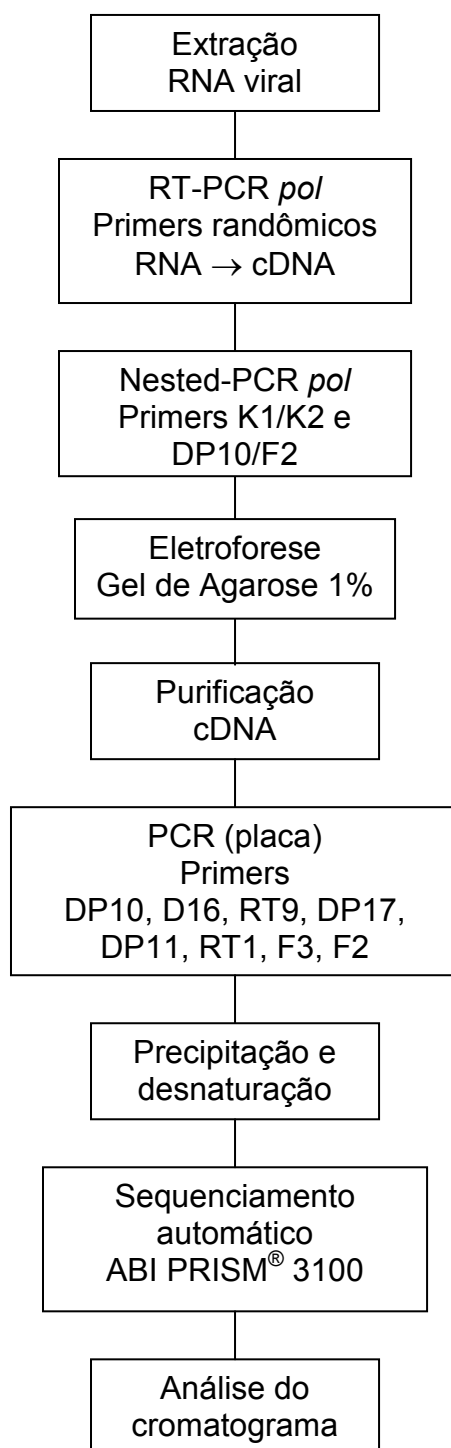 Extração
RNA viral
RT-PCR pol
Primers randômicos
RNA → cDNA
Nested-PCR pol
Primers K1/K2 e
DP10/F2
Eletroforese
Gel de Agarose 1%
Purificação
cDNA
PCR (placa)
Primers
DP10, D16, RT9, DP17,
DP11, RT1, F3, F2
Precipitação e
desnaturação
Sequenciamento
automático
ABI PRISM® 3100
Análise do
cromatograma